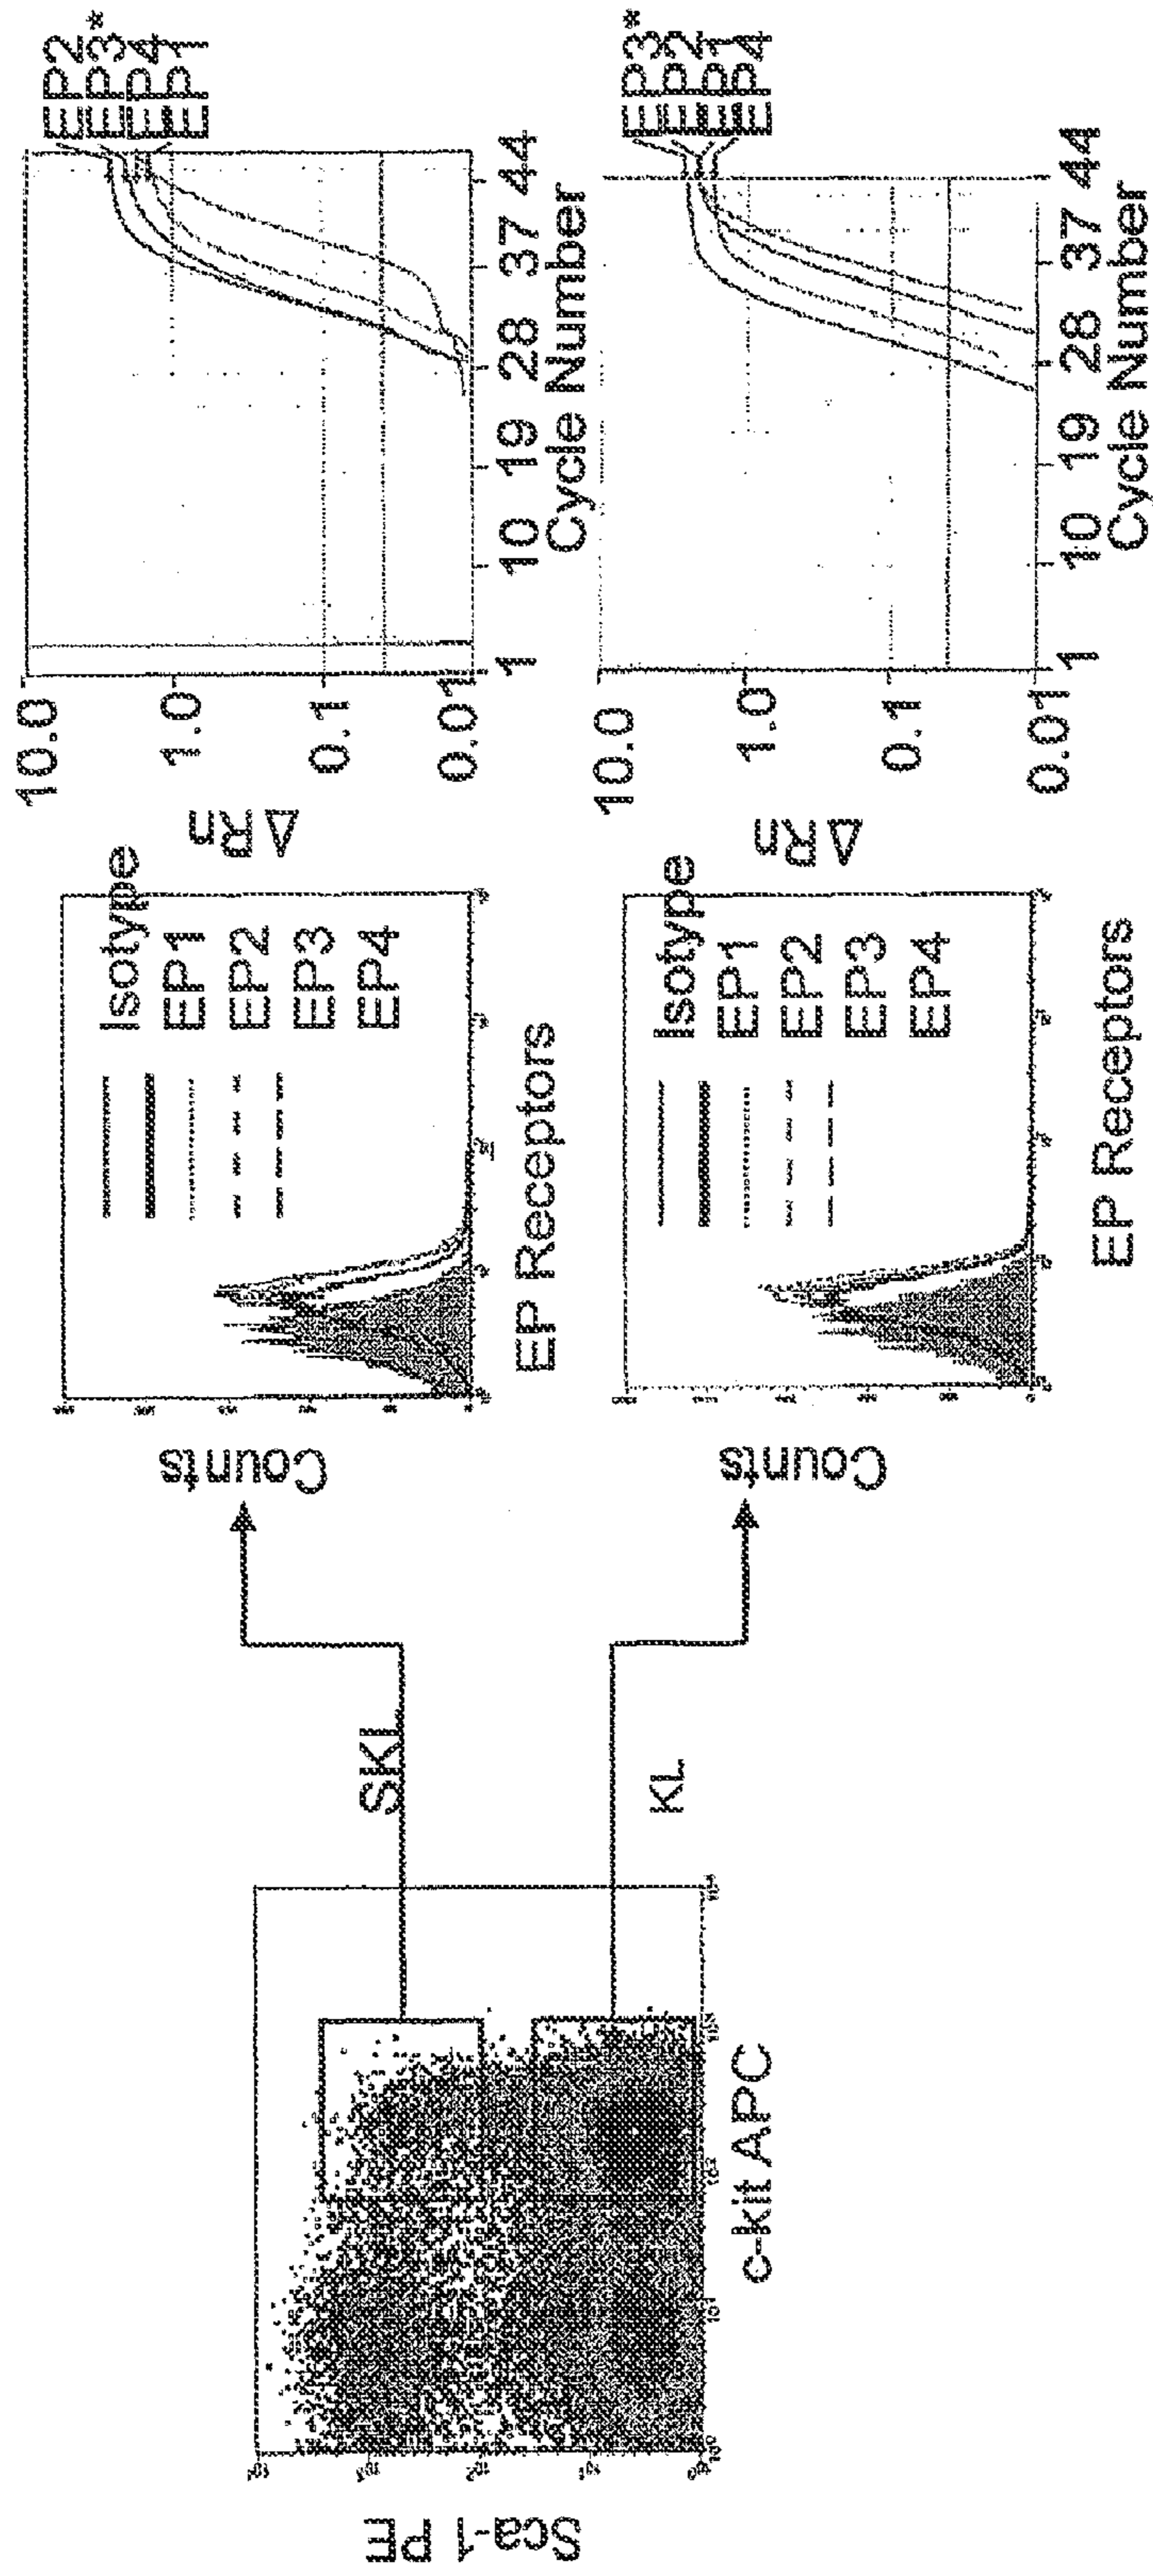 Sca-1 PE
c-kit APC
SKL
KL
Counts
Isotype
EP1
EP2
EP3
EP4
EP Receptors
Δ Rn
10.0
1.0
0.1
0.01
1 10 19 28 37 44
Cycle Number
EP2
EP3*
EP4
EP1
Counts
Isotype
EP1
EP2
EP3
EP4
EP Receptors
Δ Rn
10.0
1.0
0.1
0.01
1 10 19 28 37 44
Cycle Number
EP3*
EP2
EP1
EP4